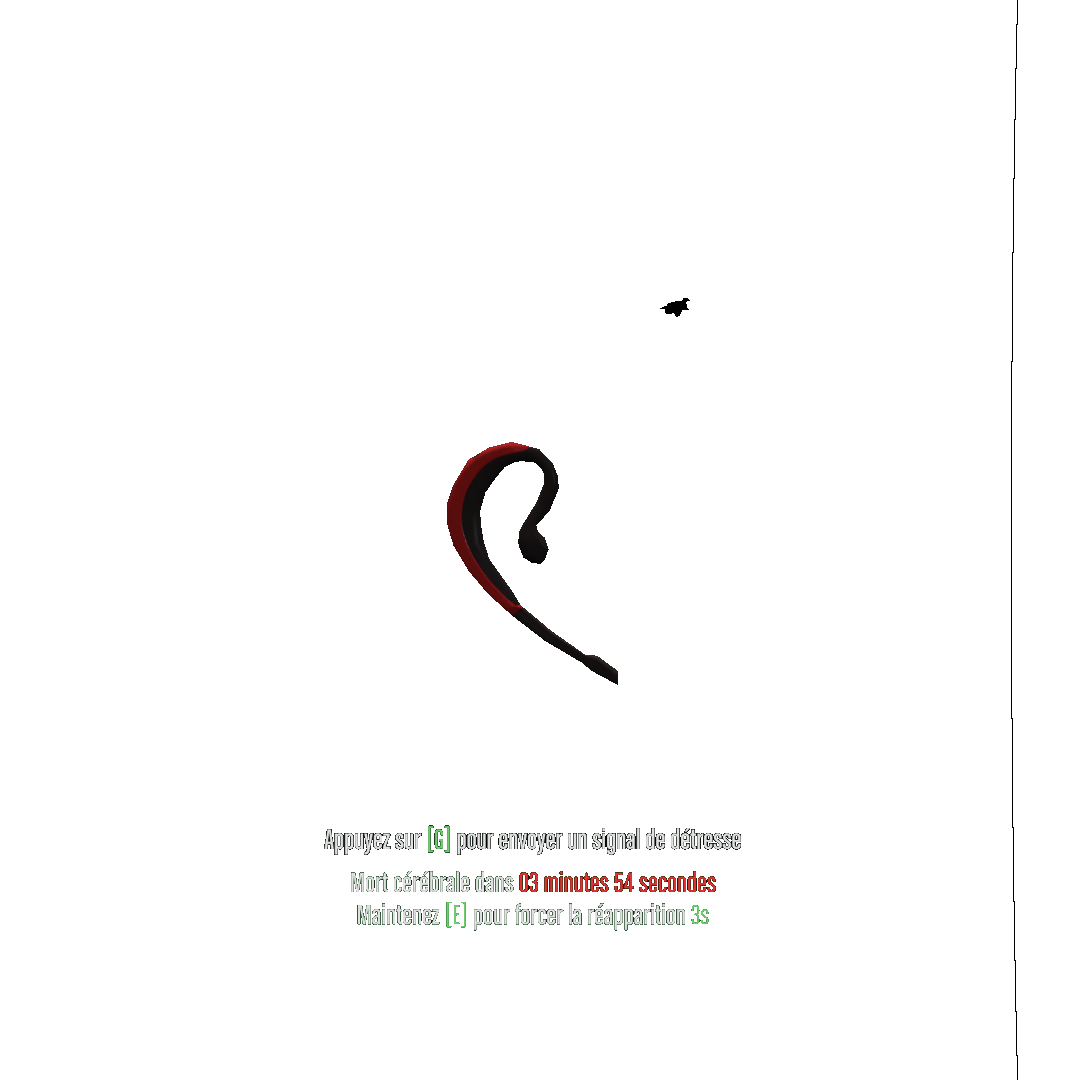 Appuyez sur [G] pour envoyer un signal de détresse
Mort cérébrale dans 03 minutes 54 secondes
Maintenez [E] pour forcer la réapparition 3s